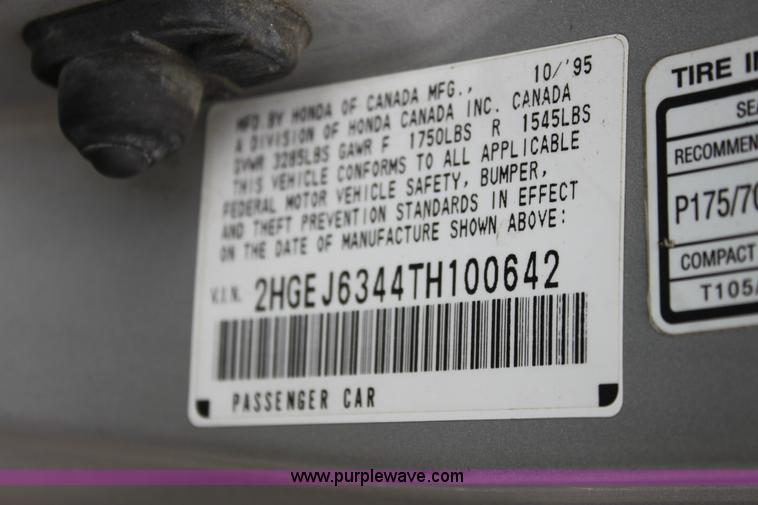 MFD BY HONDA OF CANADA MFG., 10/'95
A DIVISION OF HONDA CANADA INC. CANADA
GVWR 3285LBS GAWR F 1750LBS R 1545LBS
THIS VEHICLE CONFORMS TO ALL APPLICABLE
FEDERAL MOTOR VEHICLE SAFETY, BUMPER,
AND THEFT PREVENTION STANDARDS IN EFFECT
ON THE DATE OF MANUFACTURE SHOWN ABOVE:
V.I.N. 2HGEJ6344TH100642
PASSENGER CAR
TIRE IN
SEA
RECOMMEN
P175/70
COMPACT
T105/
www.purplewave.com